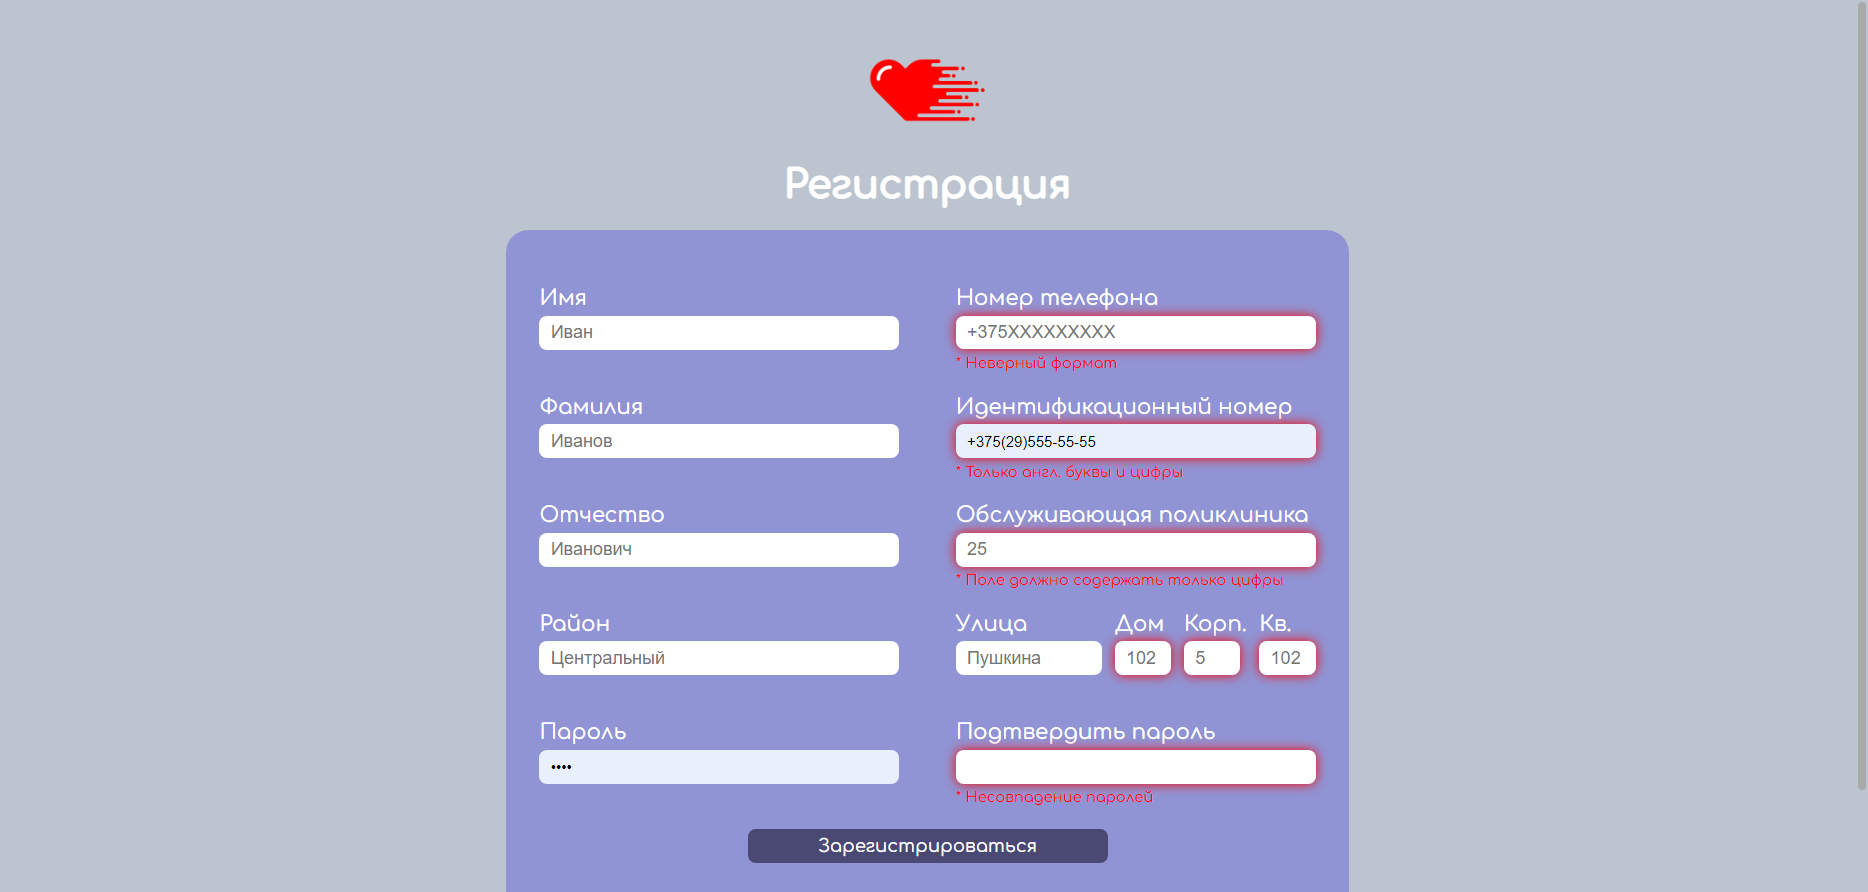 Регистрация
Имя
Иван
Номер телефона
+375XXXXXXXXX
* Неверный формат
Фамилия
Иванов
Идентификационный номер
+375(29)555-55-55
* Только англ. буквы и цифры
Отчество
Иванович
Обслуживающая поликлиника
25
* Поле должно содержать только цифры
Район
Центральный
Улица Дом Корп. Кв.
Пушкина 102 5 102
Пароль
••••
Подтвердить пароль
* Несовпадение паролей
Зарегистрироваться